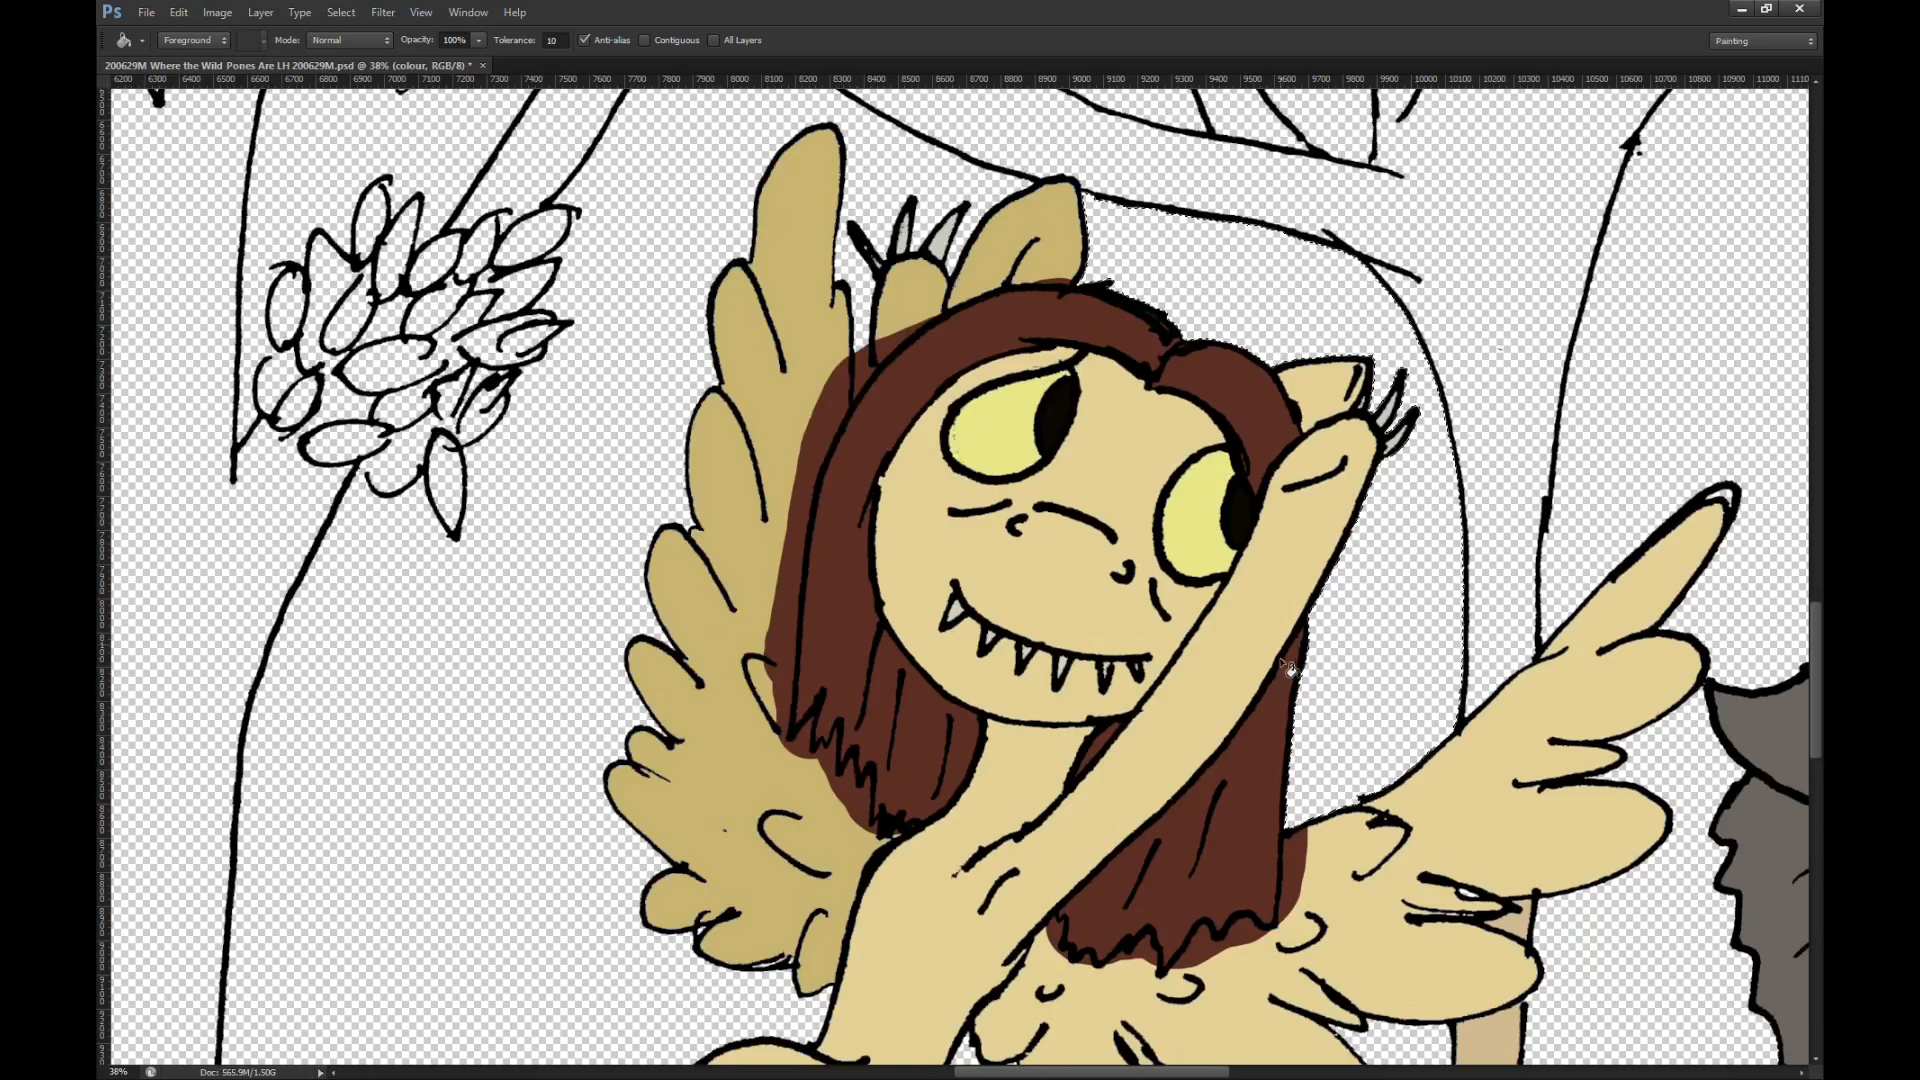 Ps File Edit Image Layer Type Select Filter View Window Help
Foreground Mode: Normal Opacity: 100% Tolerance: 10 Anti-alias Contiguous All Layers Painting
200629M Where the Wild Pones Are LH 200629M.psd @ 38% (colour, RGB/8) * ×
6200 6300 6400 6500 6600 6700 6800 6900 7000 7100 7200 7300 7400 7500 7600 7700 7800 7900 8000 8100 8200 8300 8400 8500 8600 8700 8800 8900 9000 9100 9200 9300 9400 9500 9600 9700 9800 9900 10000 10100 10200 10300 10400 10500 10600 10700 10800 10900 11000 1110
38% Doc: 565.9M/1.50G